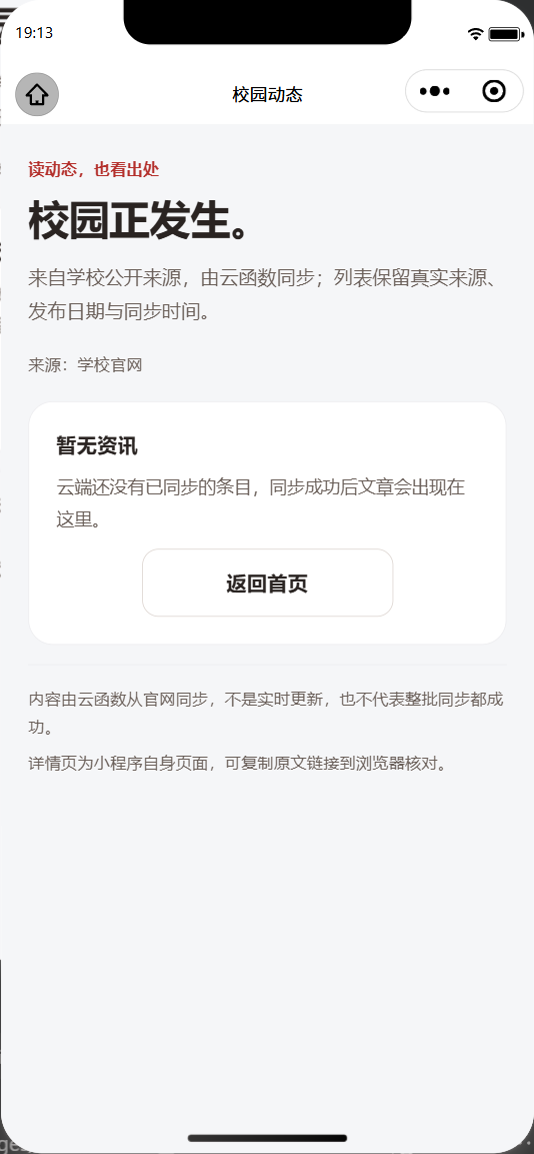 19:13
校园动态
读动态，也看出处
校园正发生。
来自学校公开来源，由云函数同步；列表保留真实来源、
发布日期与同步时间。
来源：学校官网
暂无资讯
云端还没有已同步的条目，同步成功后文章会出现在
这里。
返回首页
内容由云函数从官网同步，不是实时更新，也不代表整批同步都成
功。
详情页为小程序自身页面，可复制原文链接到浏览器核对。